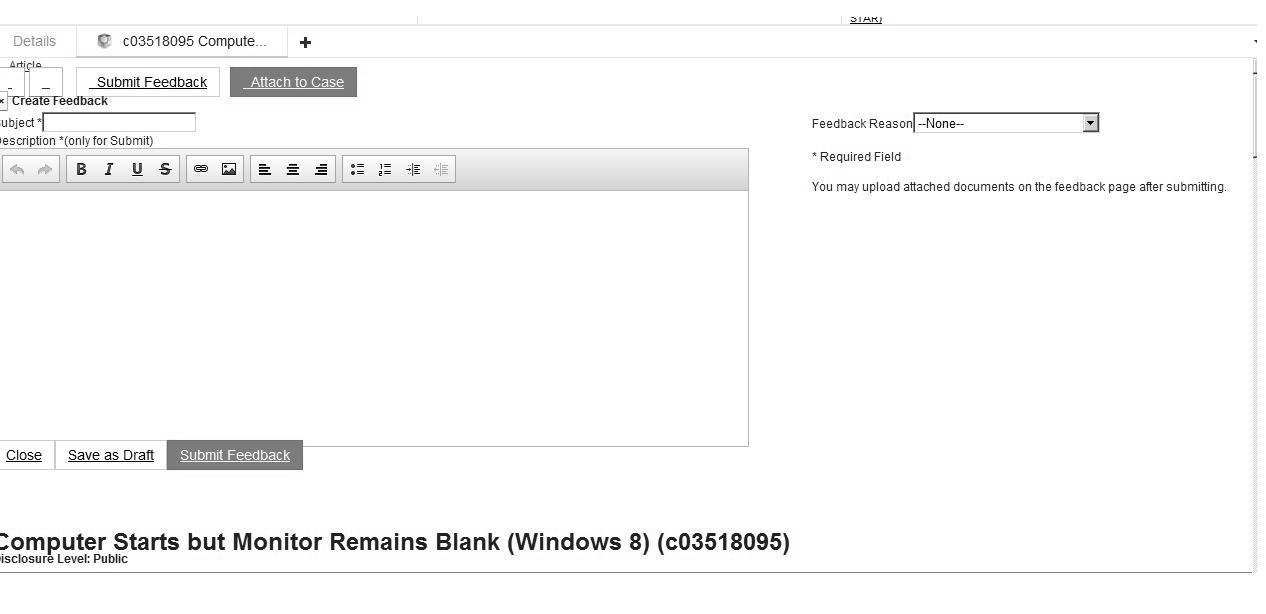 STAR)
Details
c03518095 Compute...
Article
Submit Feedback
Attach to Case
Create Feedback
ubject *
Feedback Reason --None--
escription *(only for Submit)
B I U S
* Required Field
You may upload attached documents on the feedback page after submitting.
Close
Save as Draft
Submit Feedback
Computer Starts but Monitor Remains Blank (Windows 8) (c03518095)
isclosure Level: Public